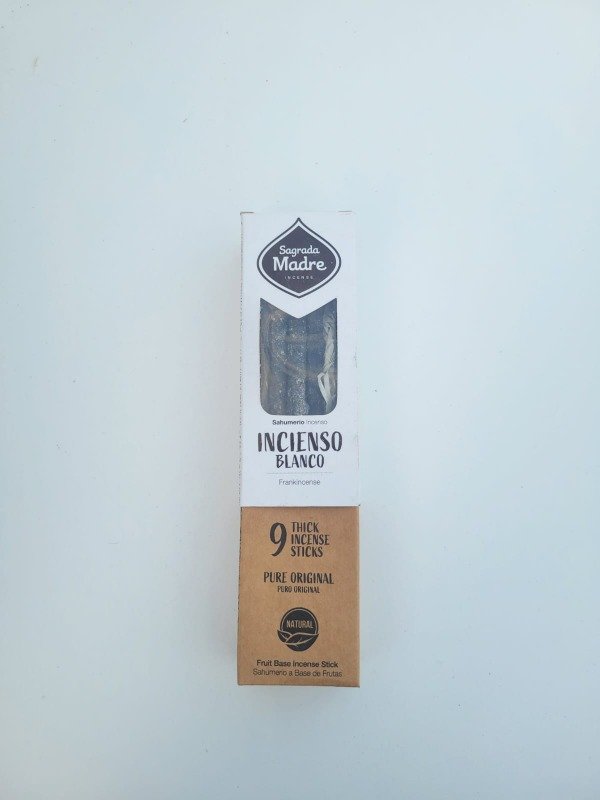 Sagrada
Madre
INCENSE
Sahumerio Incenso
INCIENSO
BLANCO
Frankincense
9 THICK
INCENSE
STICKS
PURE ORIGINAL
PURO ORIGINAL
NATURAL
Fruit Base Incense Stick
Sahumerio a Base de Frutas